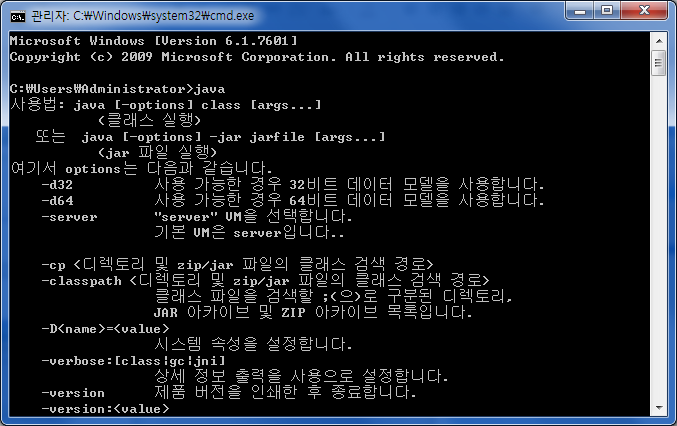 관리자: C:₩Windows₩system32₩cmd.exe
Microsoft Windows [Version 6.1.7601]
Copyright (c) 2009 Microsoft Corporation. All rights reserved.
C:₩Users₩Administrator>java
사용법: java [-options] class [args...]
(클래스 실행)
또는 java [-options] -jar jarfile [args...]
(jar 파일 실행)
여기서 options는 다음과 같습니다.
-d32 사용 가능한 경우 32비트 데이터 모델을 사용합니다.
-d64 사용 가능한 경우 64비트 데이터 모델을 사용합니다.
-server "server" VM을 선택합니다.
기본 VM은 server입니다..
-cp <디렉토리 및 zip/jar 파일의 클래스 검색 경로>
-classpath <디렉토리 및 zip/jar 파일의 클래스 검색 경로>
클래스 파일을 검색할 ;(으)로 구분된 디렉토리,
JAR 아카이브 및 ZIP 아카이브 목록입니다.
-D<name>=<value>
시스템 속성을 설정합니다.
-verbose:[class|gc|jni]
상세 정보 출력을 사용으로 설정합니다.
-version 제품 버전을 인쇄한 후 종료합니다.
-version:<value>